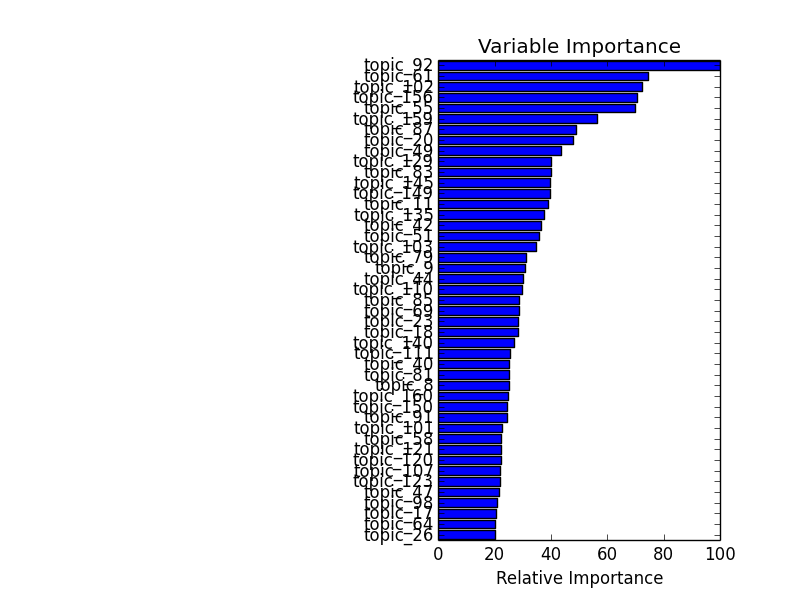 Variable Importance
topic_92
topic_61
topic_102
topic_156
topic_55
topic_159
topic_87
topic_20
topic_49
topic_129
topic_83
topic_145
topic_149
topic_11
topic_135
topic_42
topic_51
topic_103
topic_79
topic_9
topic_44
topic_110
topic_85
topic_69
topic_23
topic_18
topic_140
topic_111
topic_40
topic_81
topic_8
topic_160
topic_150
topic_91
topic_101
topic_58
topic_121
topic_120
topic_107
topic_123
topic_47
topic_98
topic_17
topic_64
topic_26
0 20 40 60 80 100
Relative Importance